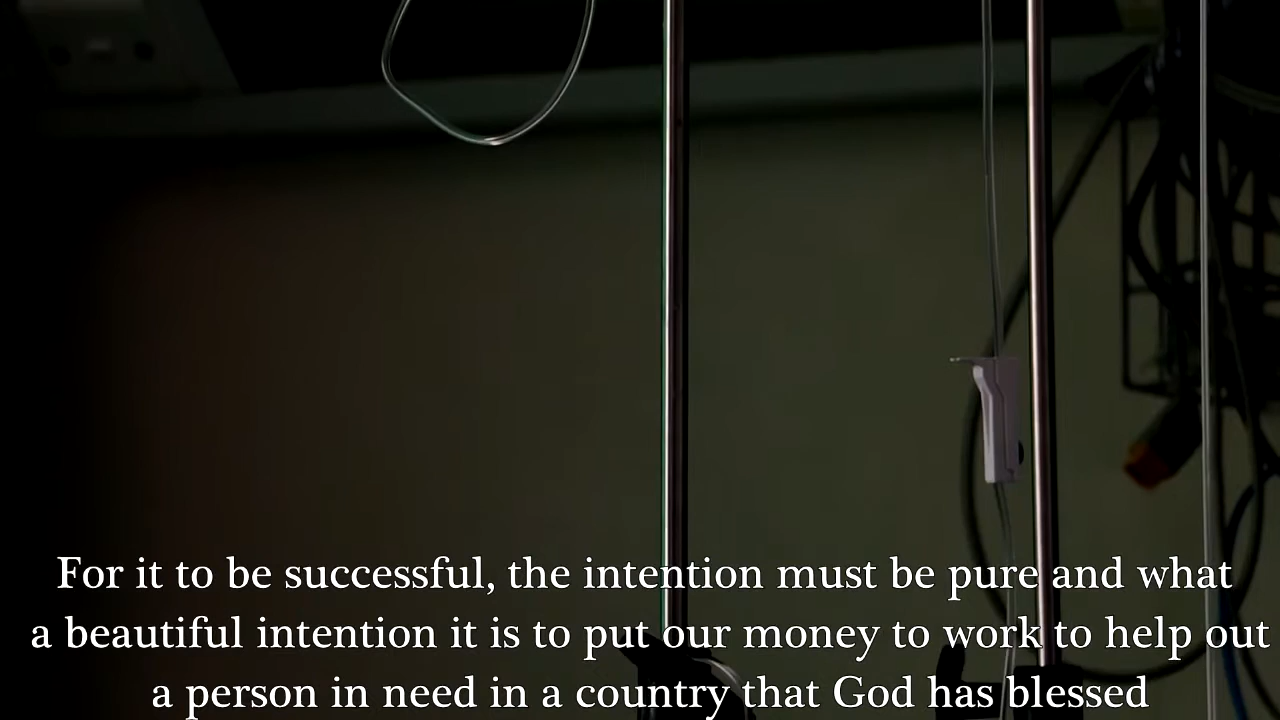 For it to be successful, the intention must be pure and what
a beautiful intention it is to put our money to work to help out
a person in need in a country that God has blessed